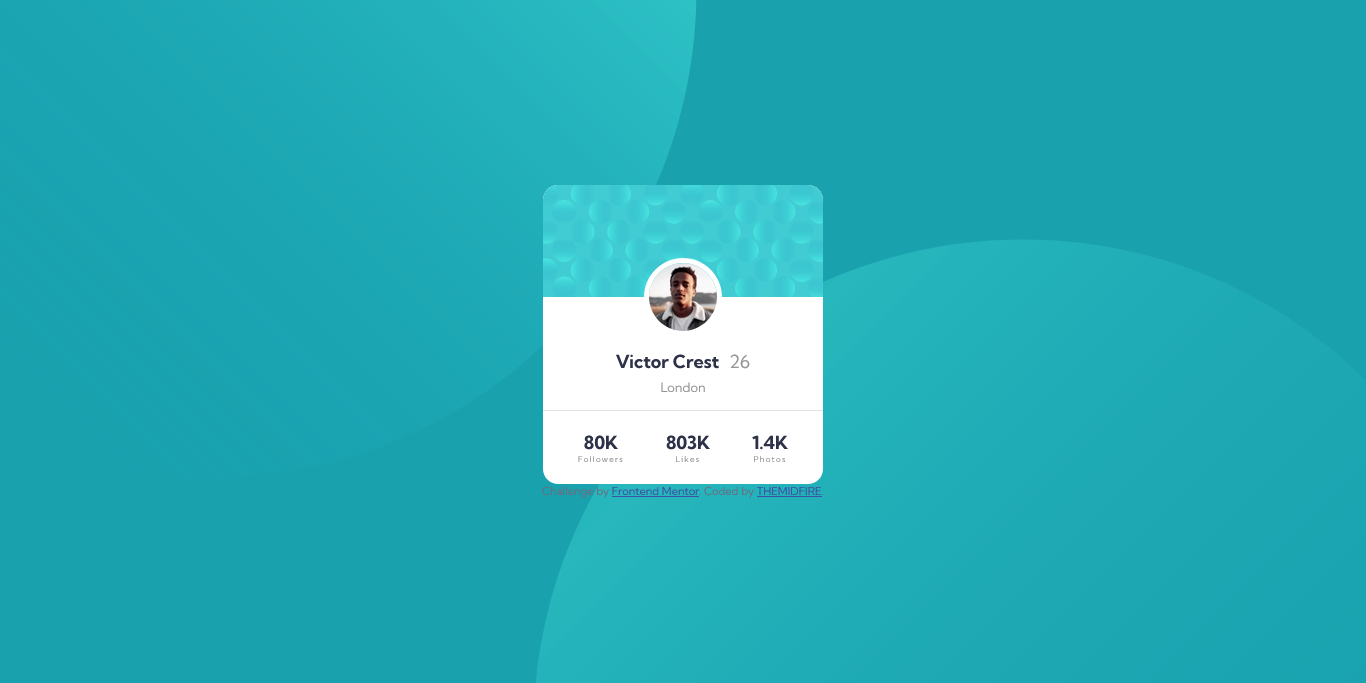 Victor Crest 26
London
80K 803K 1.4K
Followers Likes Photos
Challenge by Frontend Mentor. Coded by THEMIDFIRE.